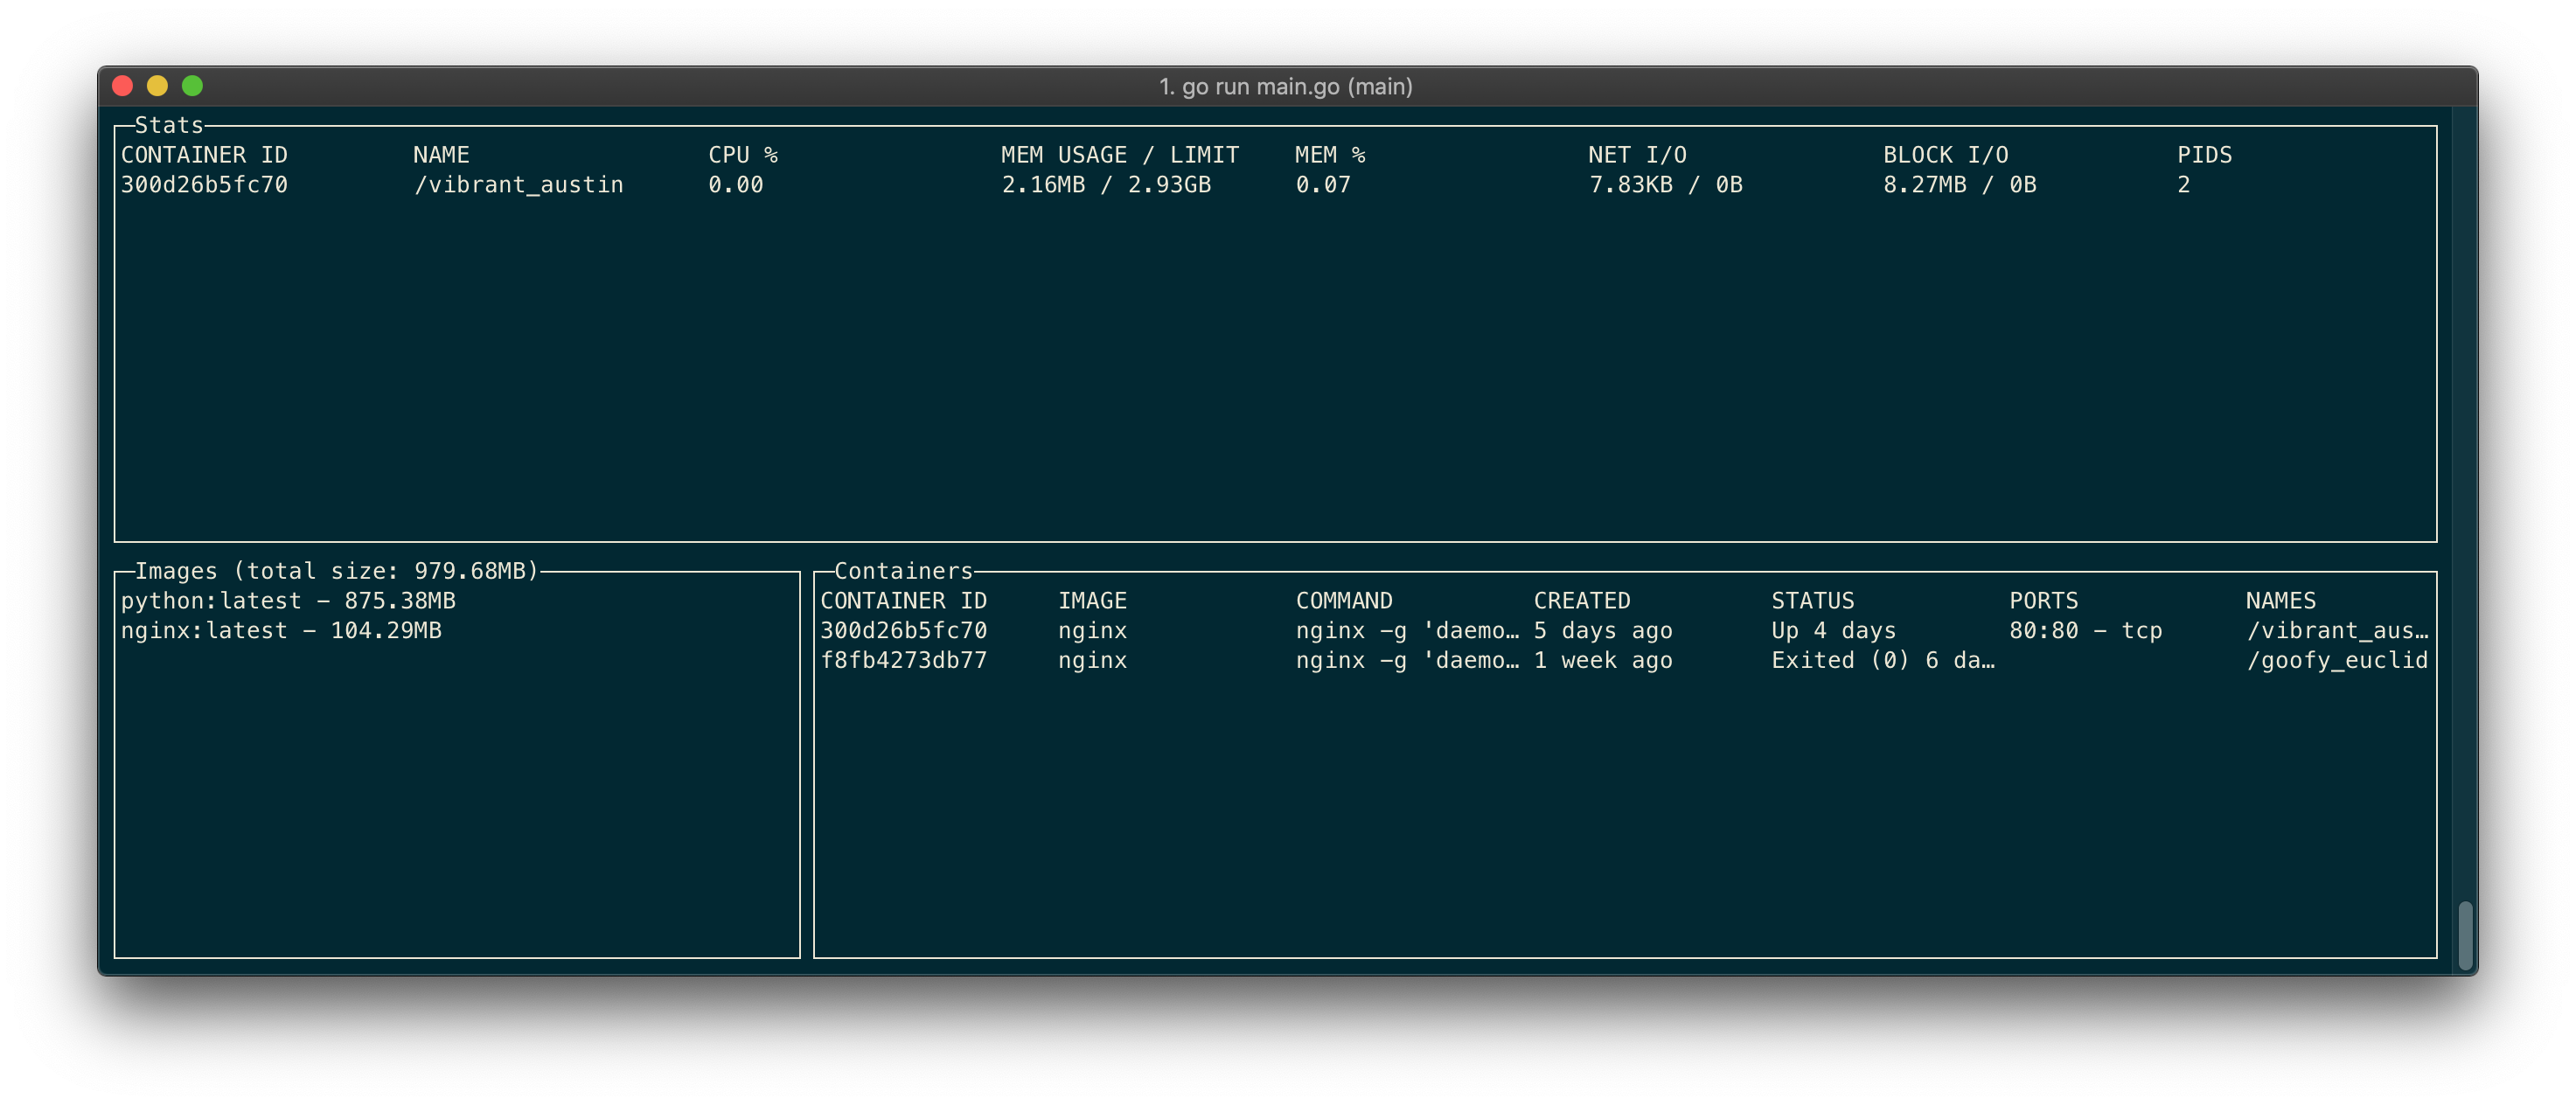 1. go run main.go (main)
Stats
CONTAINER ID NAME CPU % MEM USAGE / LIMIT MEM % NET I/O BLOCK I/O PIDS
300d26b5fc70 /vibrant_austin 0.00 2.16MB / 2.93GB 0.07 7.83KB / 0B 8.27MB / 0B 2
Images (total size: 979.68MB)
python:latest - 875.38MB
nginx:latest - 104.29MB
Containers
CONTAINER ID IMAGE COMMAND CREATED STATUS PORTS NAMES
300d26b5fc70 nginx nginx -g 'daemo… 5 days ago Up 4 days 80:80 - tcp /vibrant_aus…
f8fb4273db77 nginx nginx -g 'daemo… 1 week ago Exited (0) 6 da… /goofy_euclid